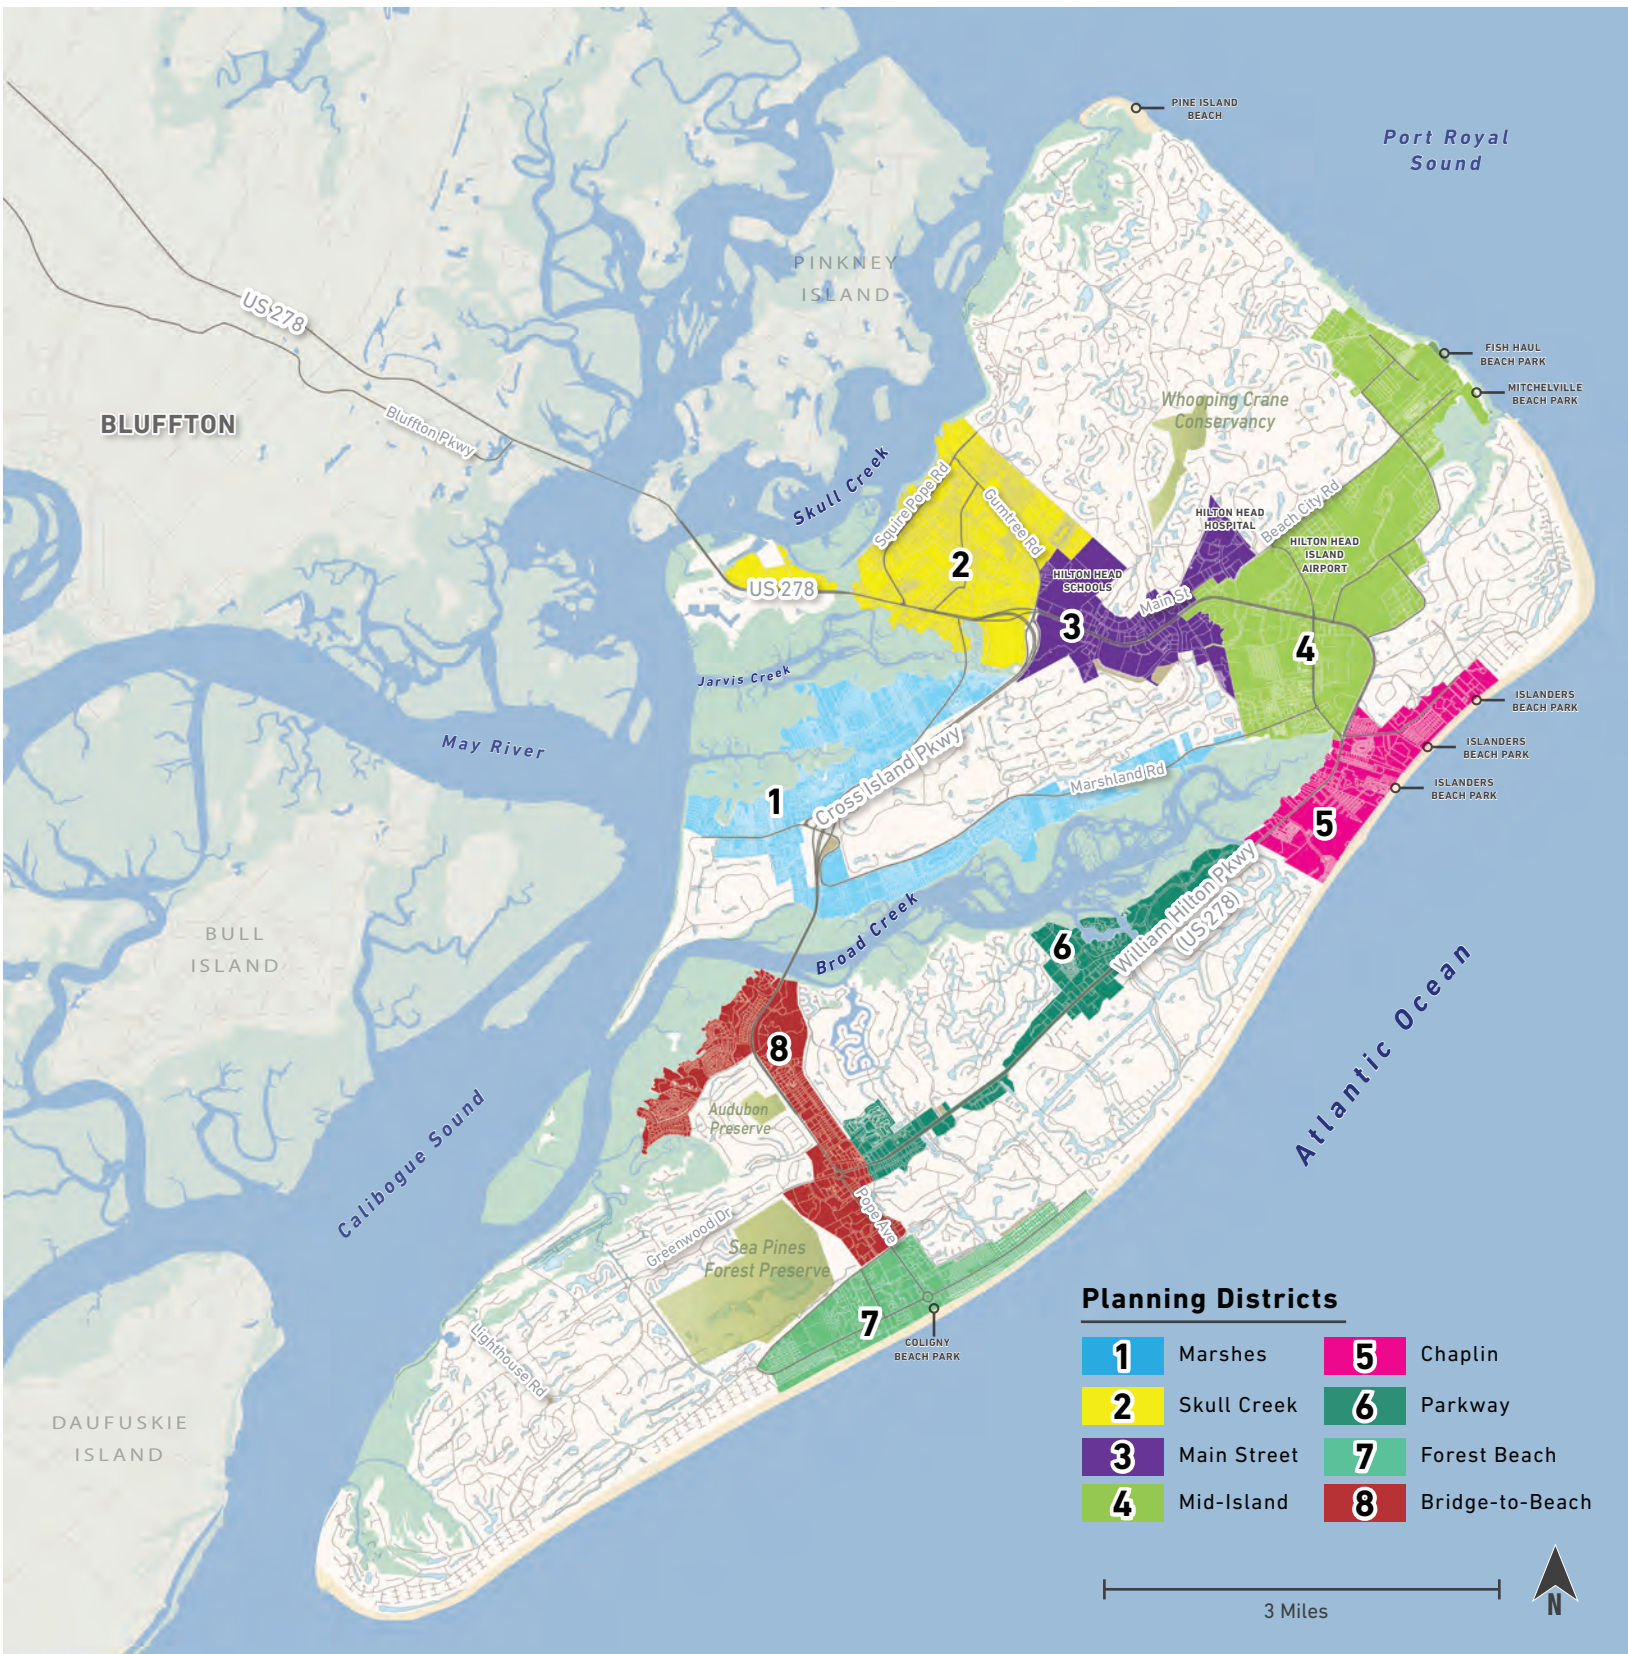 PINE ISLAND
BEACH
Port Royal
Sound
PINKNEY
ISLAND
US 278
FISH HAUL
BEACH PARK
MITCHELVILLE
BEACH PARK
Whooping Crane
Conservancy
BLUFFTON
Bluffton Pkwy
Skull Creek
Squire Pope Rd
Gumtree Rd
HILTON HEAD
HOSPITAL
Beach City Rd
HILTON HEAD
ISLAND
AIRPORT
2
HILTON HEAD
SCHOOLS
US 278
Main St
3
4
Jarvis Creek
ISLANDERS
BEACH PARK
May River
ISLANDERS
BEACH PARK
Cross Island Pkwy
Marshland Rd
ISLANDERS
BEACH PARK
1
5
William Hilton Pkwy
(US 278)
Broad Creek
6
BULL
ISLAND
Atlantic Ocean
8
Audubon
Preserve
Calibogue Sound
Pope Ave
Greenwood Dr
Sea Pines
Forest Preserve
7
COLIGNY
BEACH PARK
Lighthouse Rd
DAUFUSKIE
ISLAND
Planning Districts
1 Marshes
5 Chaplin
2 Skull Creek
6 Parkway
3 Main Street
7 Forest Beach
4 Mid-Island
8 Bridge-to-Beach
3 Miles
N